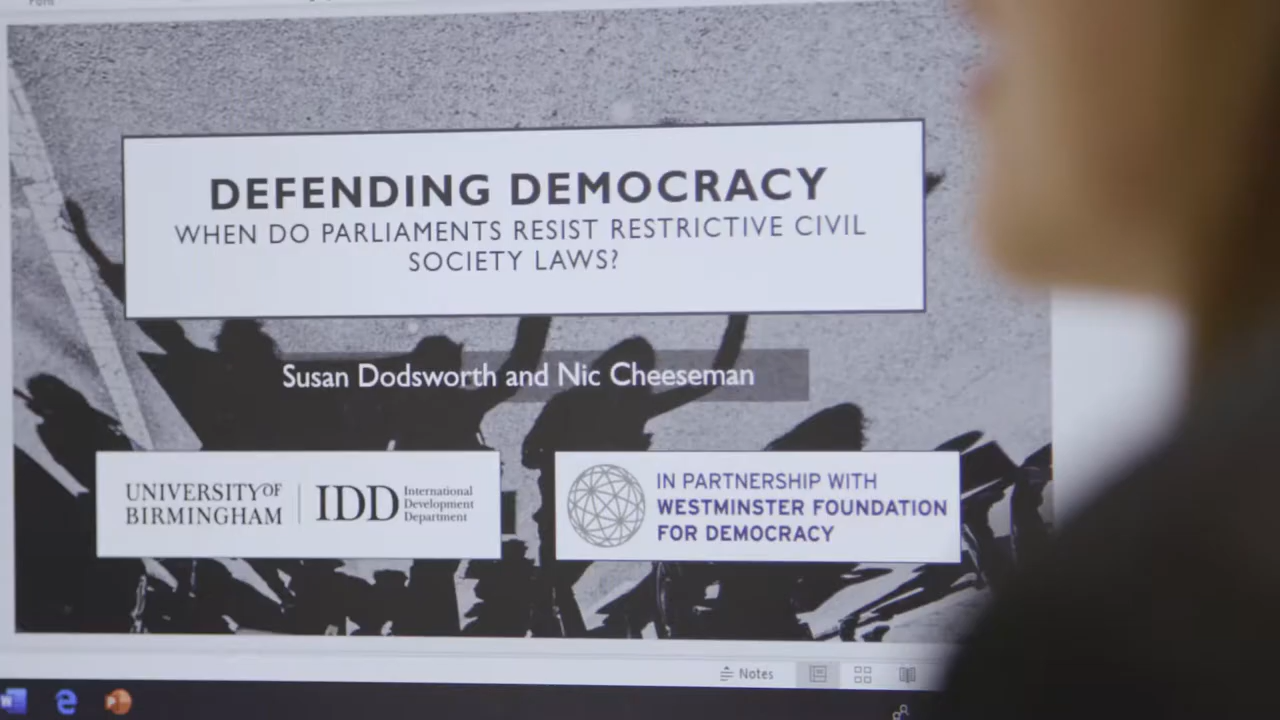 Font
DEFENDING DEMOCRACY
WHEN DO PARLIAMENTS RESIST RESTRICTIVE CIVIL
SOCIETY LAWS?
Susan Dodsworth and Nic Cheeseman
UNIVERSITY OF
BIRMINGHAM
IDD
International
Development
Department
IN PARTNERSHIP WITH
WESTMINSTER FOUNDATION
FOR DEMOCRACY
Notes